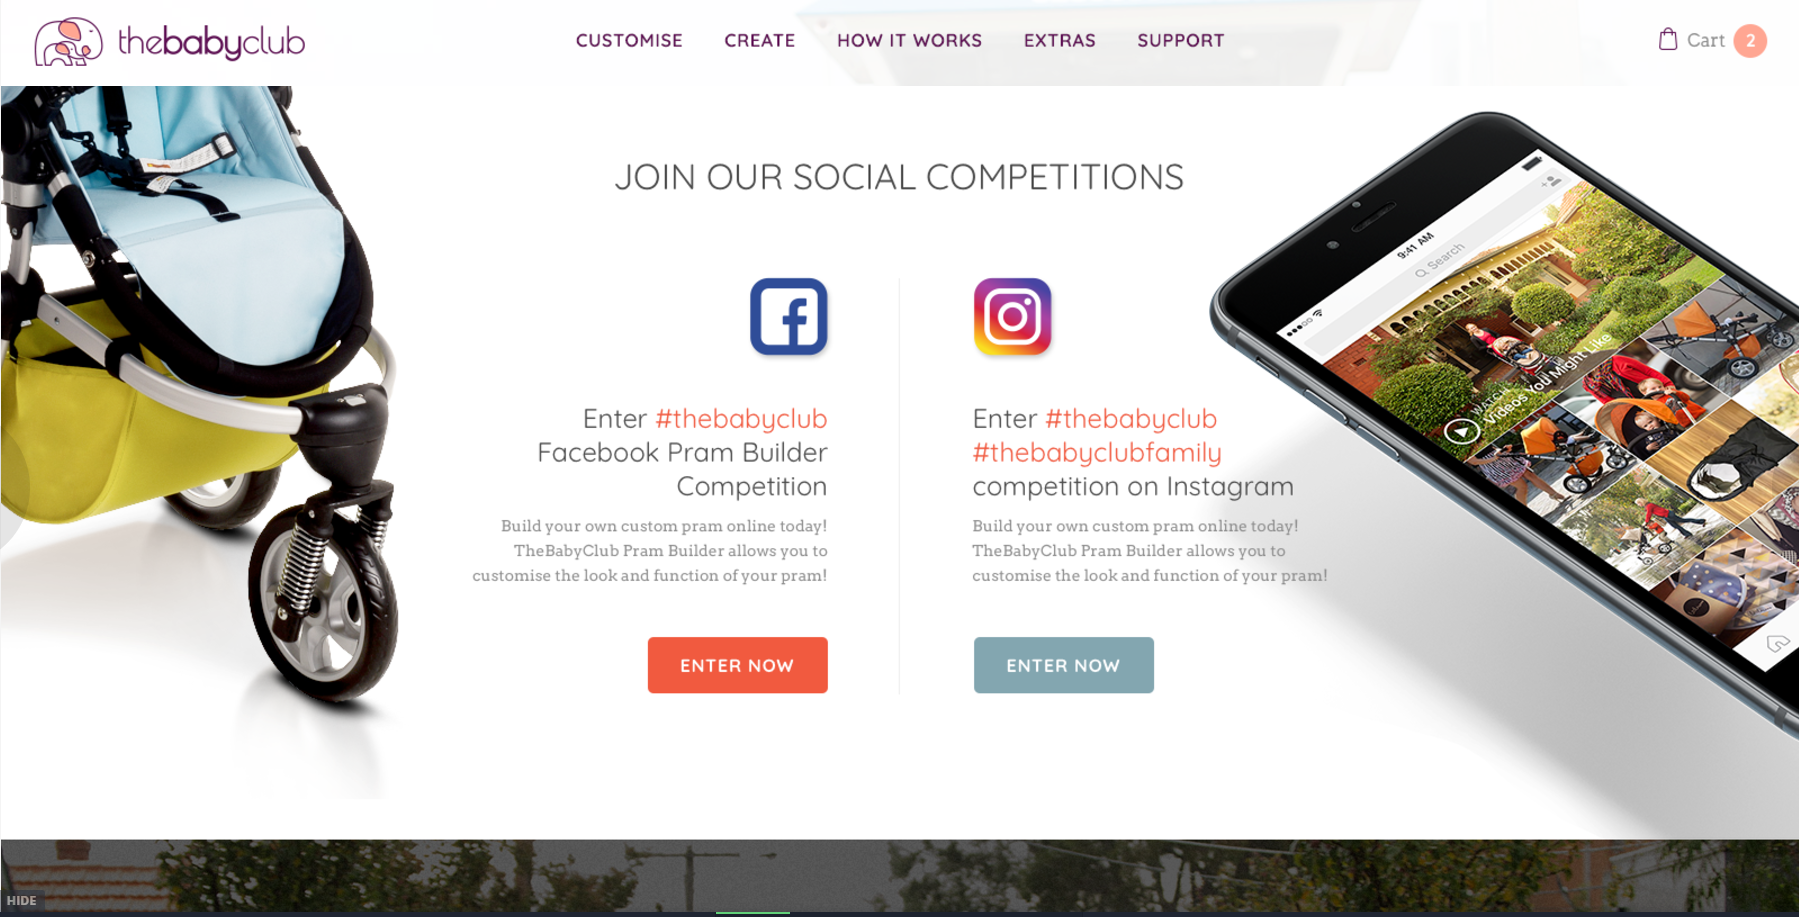 thebabyclub
CUSTOMISE
CREATE
HOW IT WORKS
EXTRAS
SUPPORT
Cart 2
JOIN OUR SOCIAL COMPETITIONS
Enter #thebabyclub
Facebook Pram Builder
Competition
Build your own custom pram online today!
TheBabyClub Pram Builder allows you to
customise the look and function of your pram!
ENTER NOW
Enter #thebabyclub
#thebabyclubfamily
competition on Instagram
Build your own custom pram online today!
TheBabyClub Pram Builder allows you to
customise the look and function of your pram!
ENTER NOW
9:41 AM
Search
WATCH
Videos You Might Like
HIDE